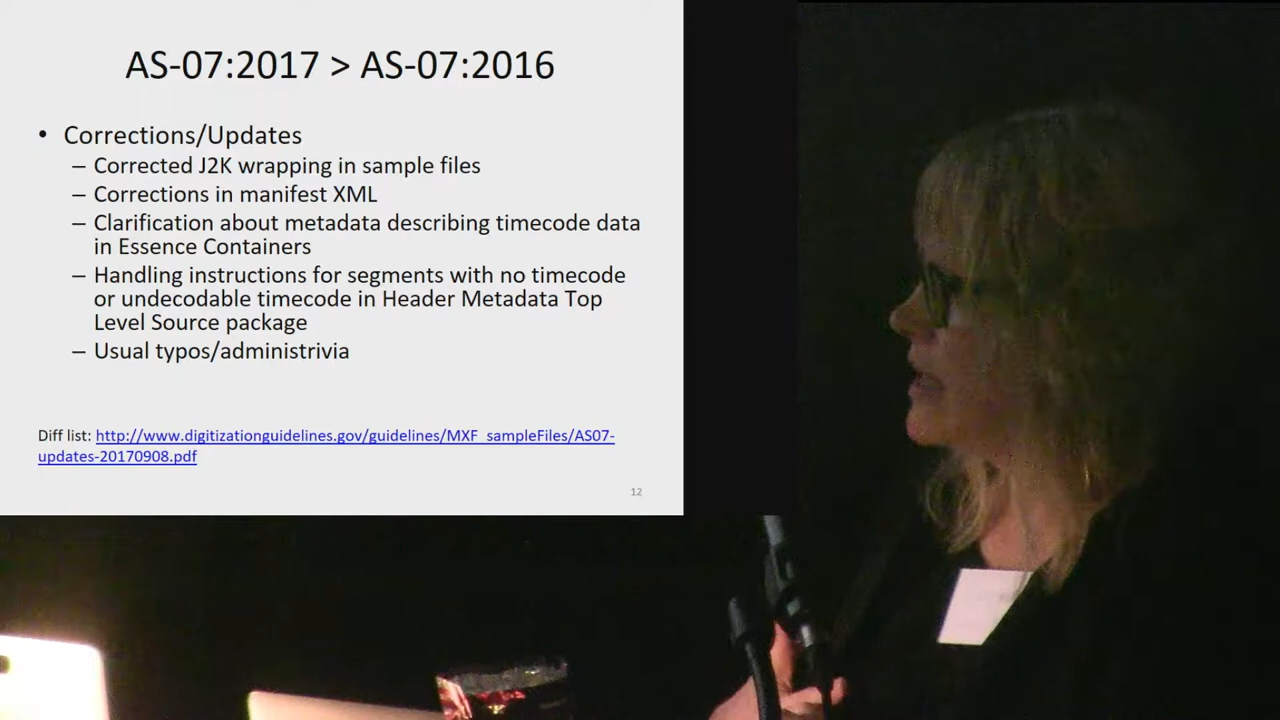 AS-07:2017 > AS-07:2016
• Corrections/Updates
– Corrected J2K wrapping in sample files
– Corrections in manifest XML
– Clarification about metadata describing timecode data
in Essence Containers
– Handling instructions for segments with no timecode
or undecodable timecode in Header Metadata Top
Level Source package
– Usual typos/administrivia
Diff list: http://www.digitizationguidelines.gov/guidelines/MXF_sampleFiles/AS07-
updates-20170908.pdf
12